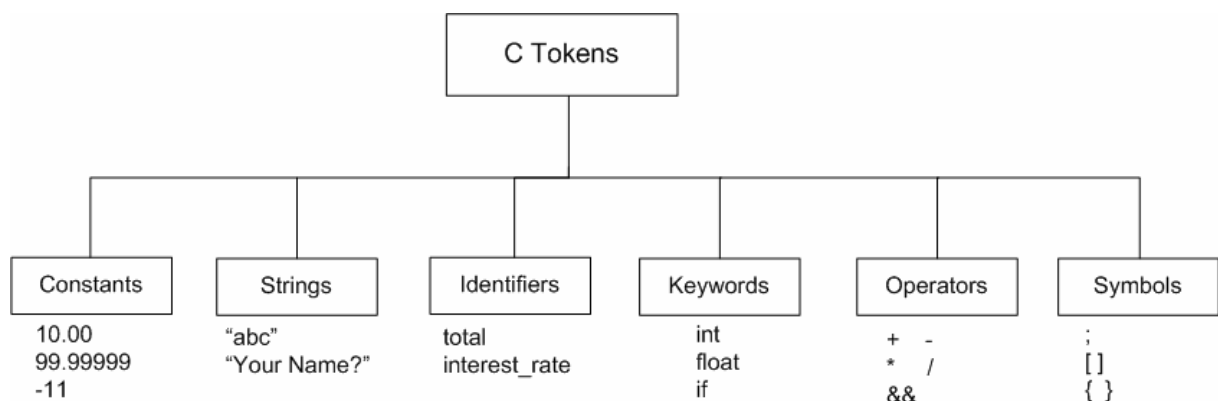 C Tokens
Constants
Strings
Identifiers
Keywords
Operators
Symbols
10.00
99.99999
-11
“abc”
“Your Name?”
total
interest_rate
int
float
if
+ -
* /
&&
;
[ ]
{ }